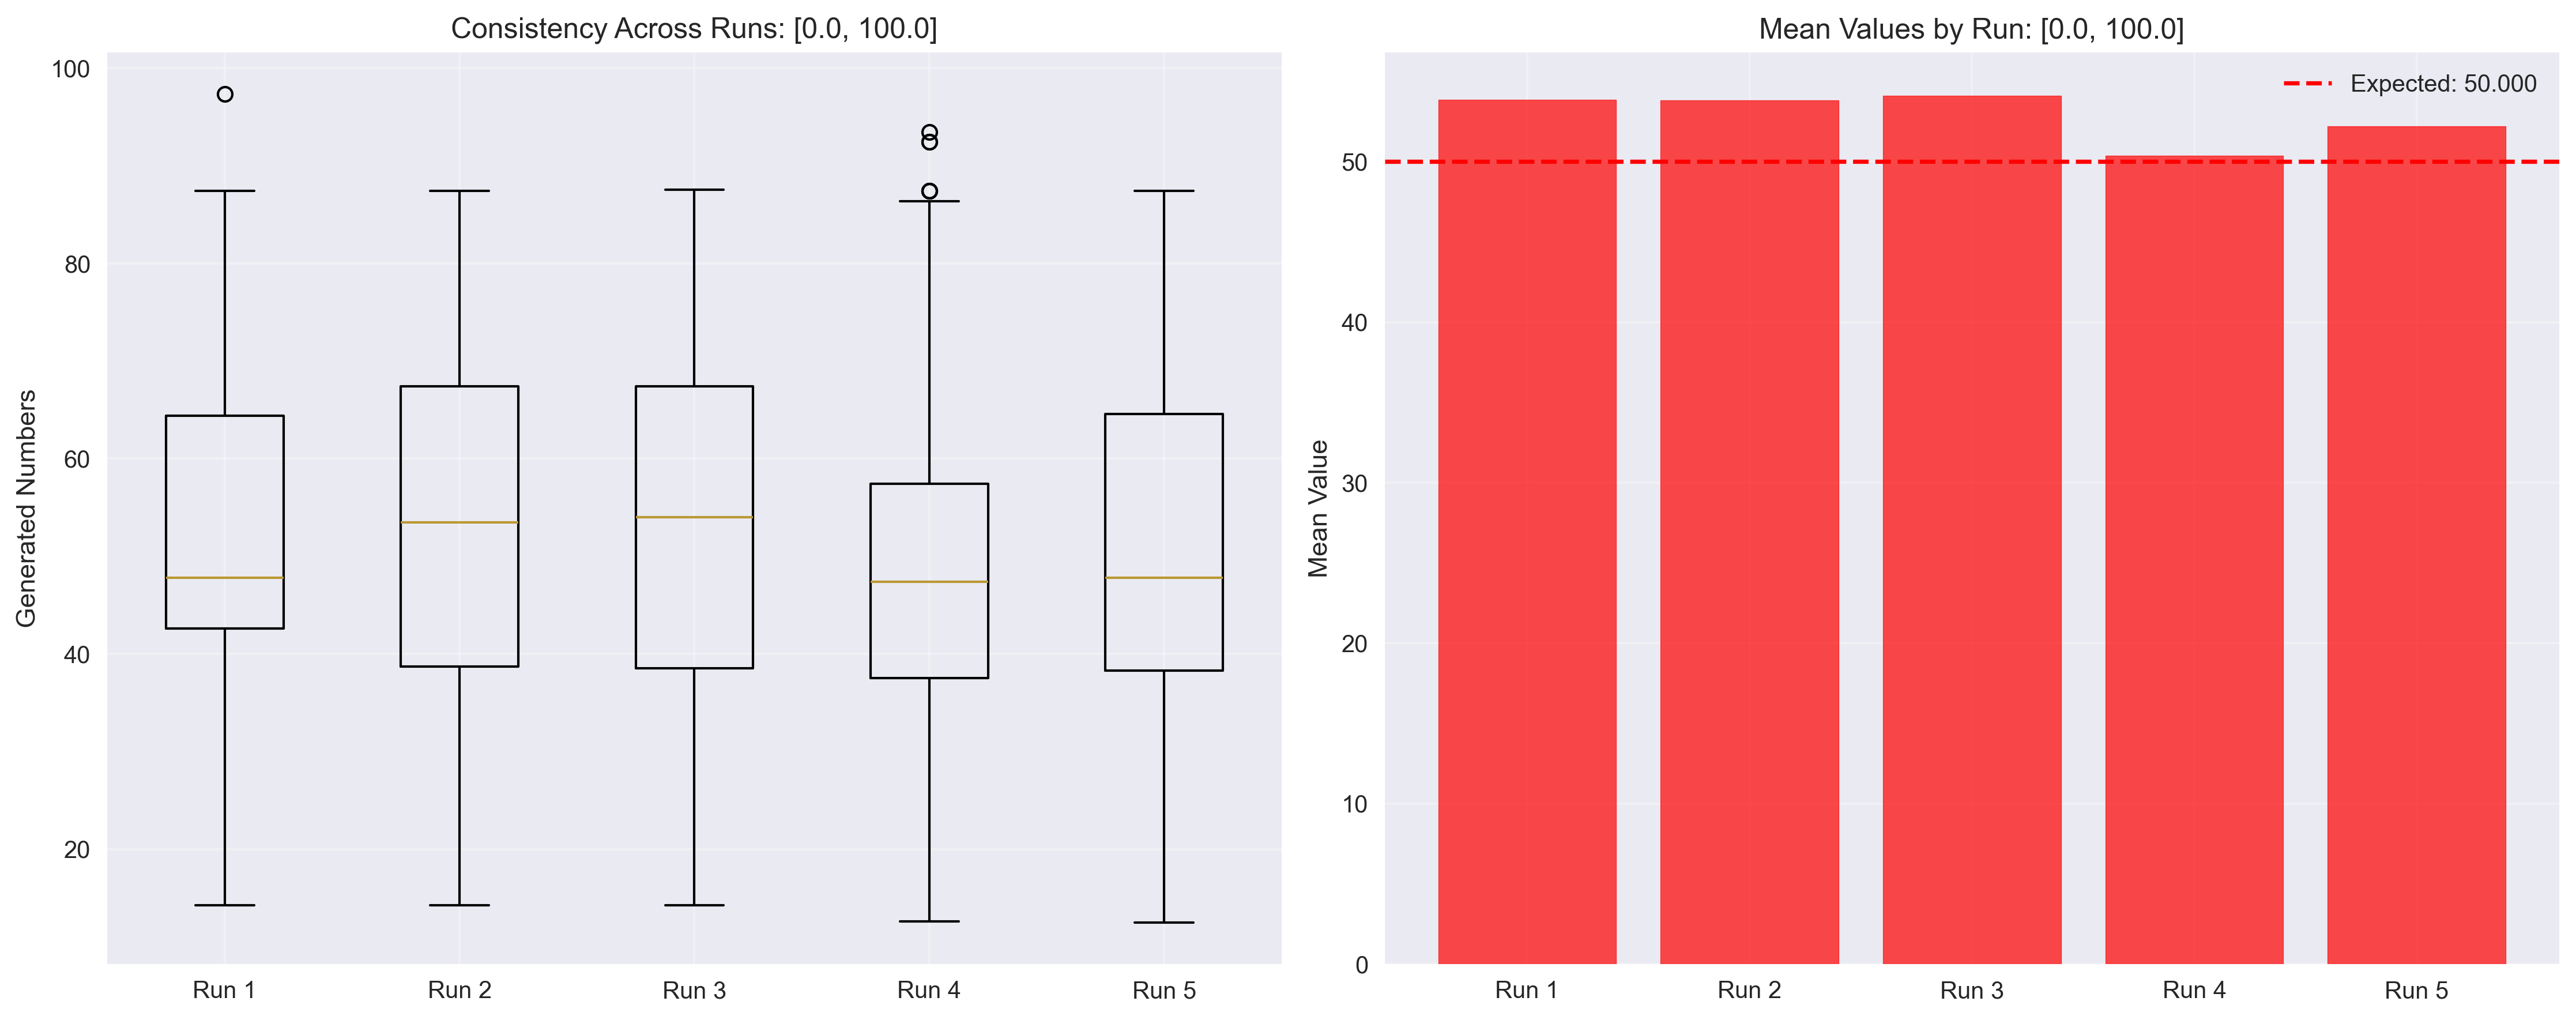 Consistency Across Runs: [0.0, 100.0]
Generated Numbers
100
80
60
40
20
Run 1
Run 2
Run 3
Run 4
Run 5
Mean Values by Run: [0.0, 100.0]
Expected: 50.000
Mean Value
50
40
30
20
10
0
Run 1
Run 2
Run 3
Run 4
Run 5